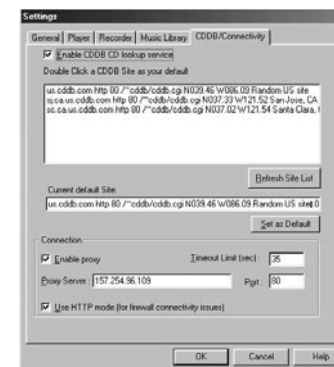 Settings
General Player Recorder Music Library CDDB/Connectivity
Enable CDDB CD lookup service
Double Click a CDDB Site as your default
us.cddb.com http 80 /~cddb/cddb.cgi N039.46 W086.09 Random US site
sj.ca.us.cddb.com http 80 /~cddb/cddb.cgi N037.33 W121.52 San Jose, CA
sc.ca.us.cddb.com http 80 /~cddb/cddb.cgi N037.02 W121.54 Santa Clara,
Refresh Site List
Current default Site:
us.cddb.com http 80 /~cddb/cddb.cgi N039.46 W086.09 Random US site
Set as Default
Connection
Enable proxy
Timeout Limit (sec) : 35
Proxy Server : 157.254.96.109
Port : 80
Use HTTP mode (for firewall connectivity issues)
OK Cancel Help